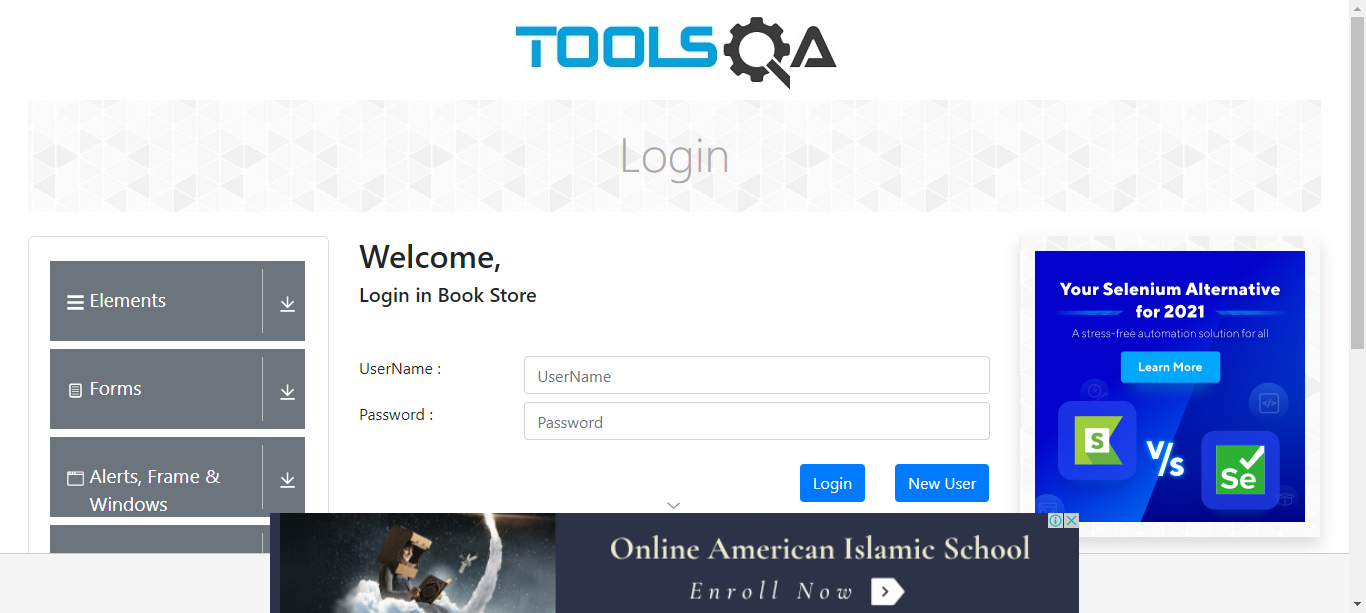 TOOLSQA
Login
Elements
Forms
Alerts, Frame &
Windows
Welcome,
Login in Book Store
UserName :
UserName
Password :
Password
Login
New User
Your Selenium Alternative
for 2021
A stress-free automation solution for all
Learn More
S
V/s
Se
Online American Islamic School
Enroll Now